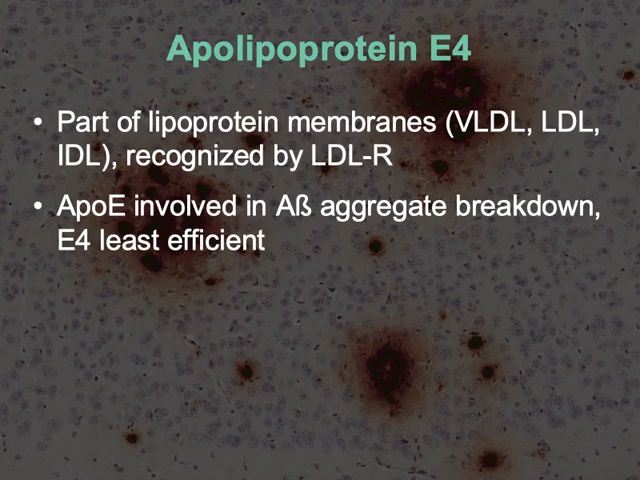 Apolipoprotein E4
• Part of lipoprotein membranes (VLDL, LDL,
IDL), recognized by LDL-R
• ApoE involved in Aß aggregate breakdown,
E4 least efficient